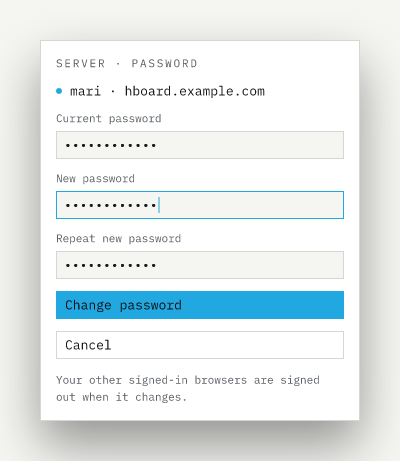 SERVER · PASSWORD
mari · hboard.example.com
Current password
••••••••••••
New password
••••••••••••
Repeat new password
••••••••••••
Change password
Cancel
Your other signed-in browsers are signed
out when it changes.